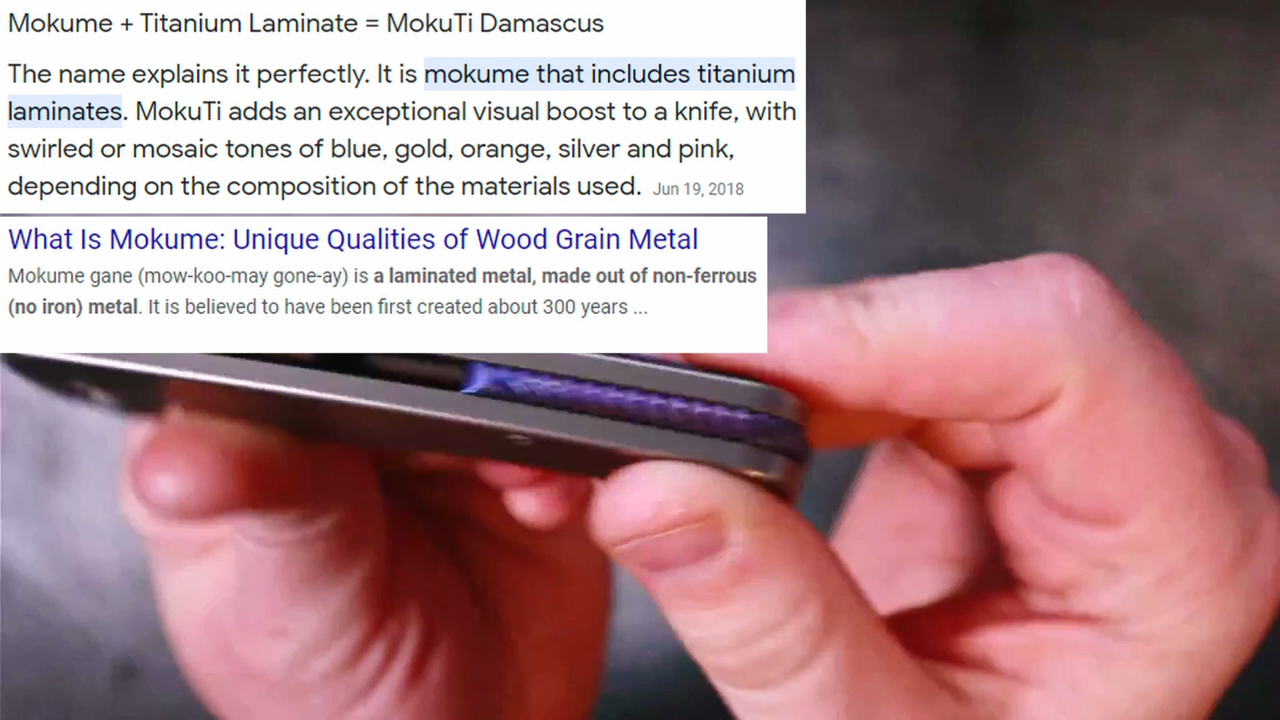 Mokume + Titanium Laminate = MokuTi Damascus
The name explains it perfectly. It is mokume that includes titanium
laminates. MokuTi adds an exceptional visual boost to a knife, with
swirled or mosaic tones of blue, gold, orange, silver and pink,
depending on the composition of the materials used. Jun 19, 2018
What Is Mokume: Unique Qualities of Wood Grain Metal
Mokume gane (mow-koo-may gone-ay) is a laminated metal, made out of non-ferrous
(no iron) metal. It is believed to have been first created about 300 years ...